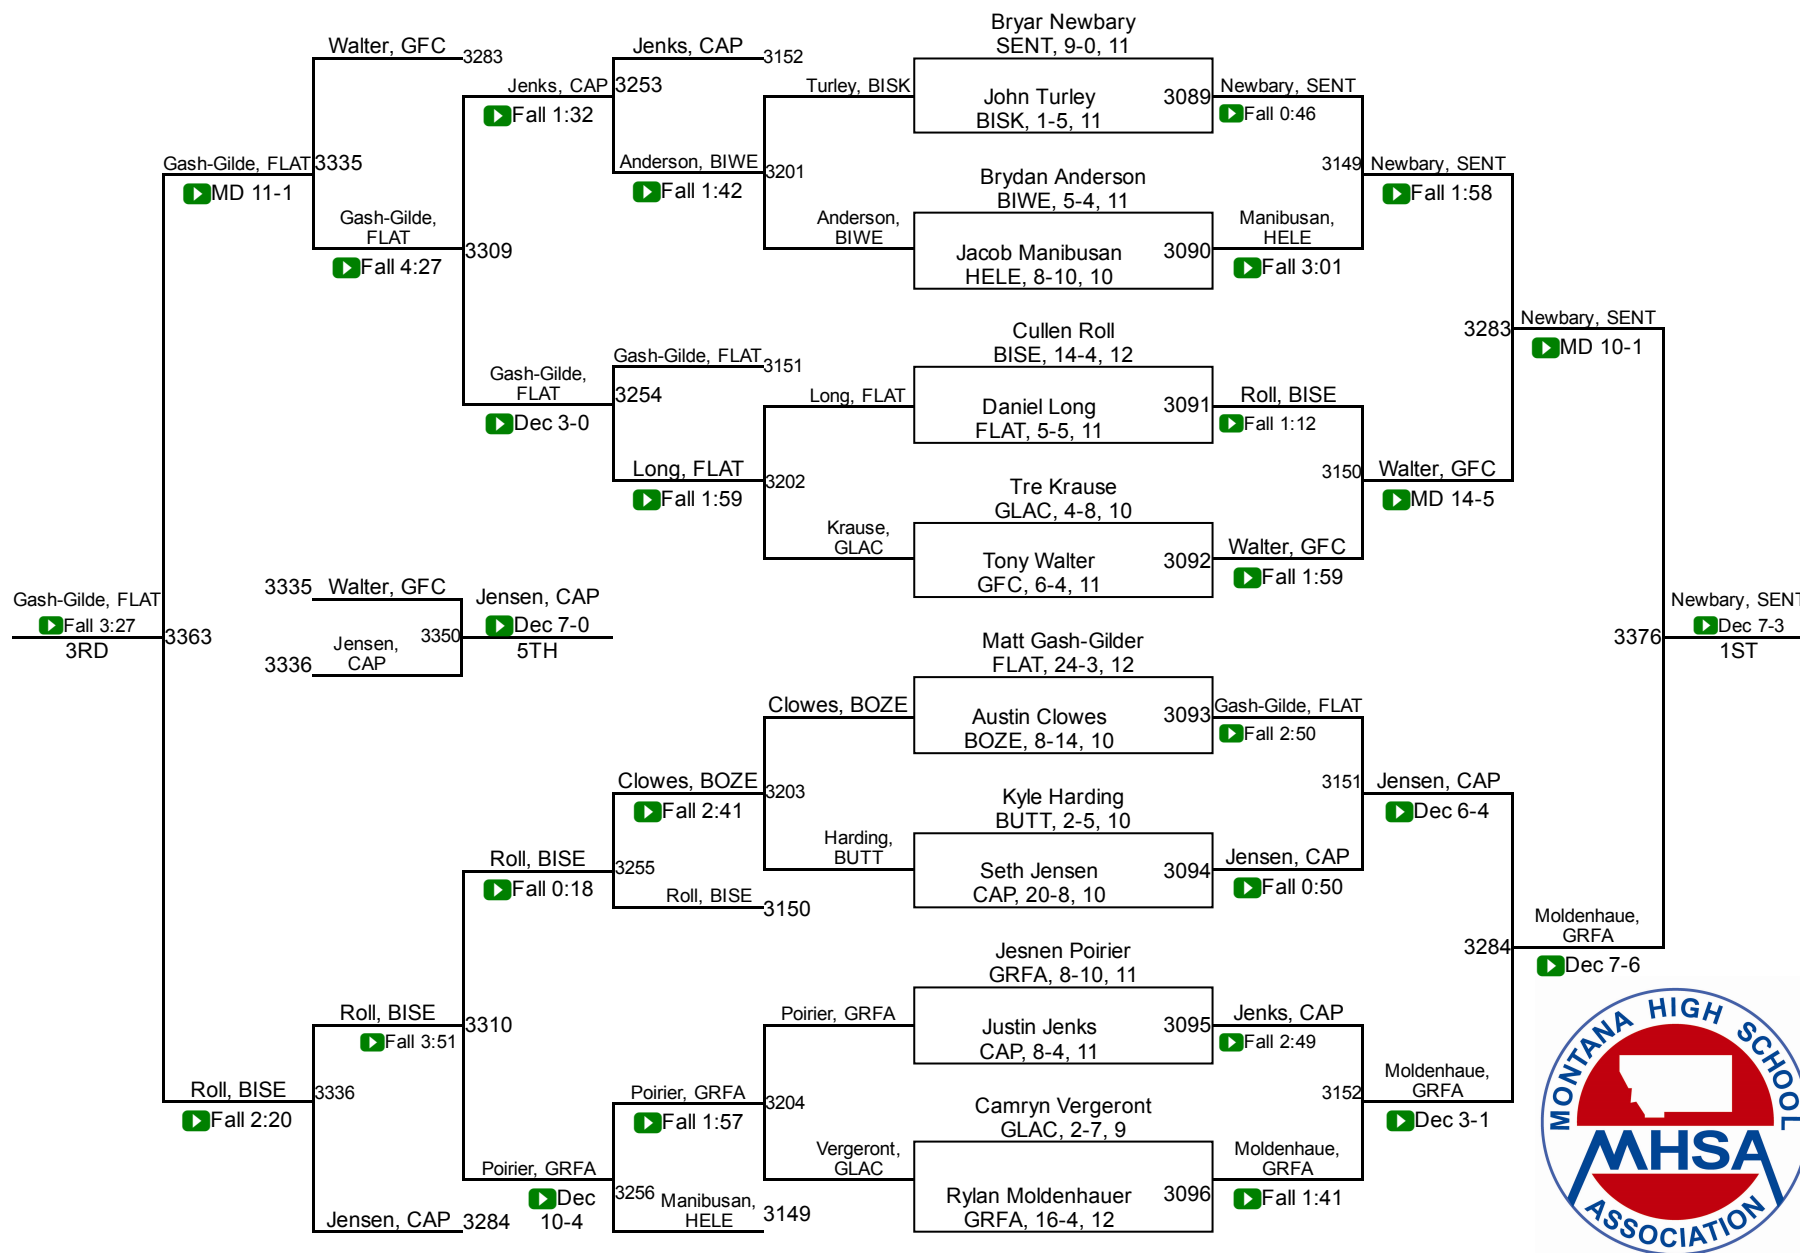 Bryar Newbary
SENT, 9-0, 11
Walter, GFC
3283
Jenks, CAP
3152
Jenks, CAP
3253
Fall 1:32
Turley, BISK
John Turley
BISK, 1-5, 11
3089
Newbary, SENT
Fall 0:46
Gash-Gilde, FLAT
3335
MD 11-1
Anderson, BIWE
3201
Fall 1:42
Brydan Anderson
BIWE, 5-4, 11
3149
Newbary, SENT
Fall 1:58
Gash-Gilde,
FLAT
3309
Fall 4:27
Anderson,
BIWE
Jacob Manibusan
HELE, 8-10, 10
3090
Manibusan,
HELE
Fall 3:01
Cullen Roll
BISE, 14-4, 12
3283
Newbary, SENT
MD 10-1
Gash-Gilde, FLAT
3151
Gash-Gilde,
FLAT
3254
Dec 3-0
Long, FLAT
Daniel Long
FLAT, 5-5, 11
3091
Roll, BISE
Fall 1:12
Long, FLAT
3202
Fall 1:59
Tre Krause
GLAC, 4-8, 10
3150
Walter, GFC
MD 14-5
Krause,
GLAC
Tony Walter
GFC, 6-4, 11
3092
Walter, GFC
Fall 1:59
Gash-Gilde, FLAT
Fall 3:27
3RD
3363
3335
Walter, GFC
3336
Jensen,
CAP
3350
Jensen, CAP
Dec 7-0
5TH
Matt Gash-Gilder
FLAT, 24-3, 12
3376
Newbary, SENT
Dec 7-3
1ST
Clowes, BOZE
Austin Clowes
BOZE, 8-14, 10
3093
Gash-Gilde, FLAT
Fall 2:50
Clowes, BOZE
3203
Fall 2:41
Kyle Harding
BUTT, 2-5, 10
3151
Jensen, CAP
Dec 6-4
Harding,
BUTT
Roll, BISE
3255
Fall 0:18
Roll, BISE
3150
Seth Jensen
CAP, 20-8, 10
3094
Jensen, CAP
Fall 0:50
Jesnen Poirier
GRFA, 8-10, 11
3284
Moldenhaue,
GRFA
Dec 7-6
Roll, BISE
3310
Fall 3:51
Poirier, GRFA
Justin Jenks
CAP, 8-4, 11
3095
Jenks, CAP
Fall 2:49
Roll, BISE
3336
Fall 2:20
Poirier, GRFA
3204
Fall 1:57
Camryn Vergeront
GLAC, 2-7, 9
3152
Moldenhaue,
GRFA
Dec 3-1
Vergeront,
GLAC
Poirier, GRFA
3256
Dec
10-4
Manibusan,
HELE
3149
Rylan Moldenhauer
GRFA, 16-4, 12
3096
Moldenhaue,
GRFA
Fall 1:41
Jensen, CAP
3284
MONTANA HIGH SCHOOL
MHSA
ASSOCIATION